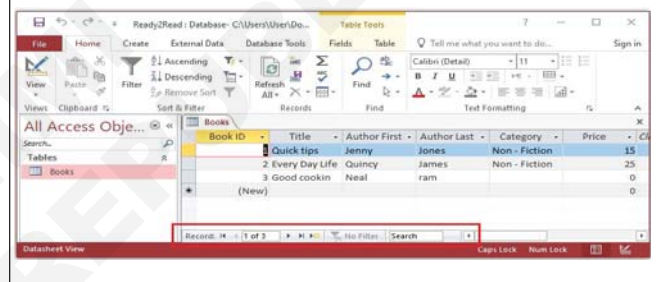 Ready2Read : Database- C:\Users\User\Do... Table Tools
File Home Create External Data Database Tools Fields Table Tell me what you want to do... Sign in
View Paste Filter Ascending Descending Remove Sort Refresh All Find Calibri (Detail) 11
B I U
Views Clipboard Sort & Filter Records Find Text Formatting
All Access Obje...
Search...
Tables
Books
Books
Book ID Title Author First Author Last Category Price
1 Quick tips Jenny Jones Non - Fiction 15
2 Every Day Life Quincy James Non - Fiction 25
3 Good cookin Neal ram 0
(New) 0
Record: 1 of 3 No Filter Search
Datasheet View Caps Lock Num Lock